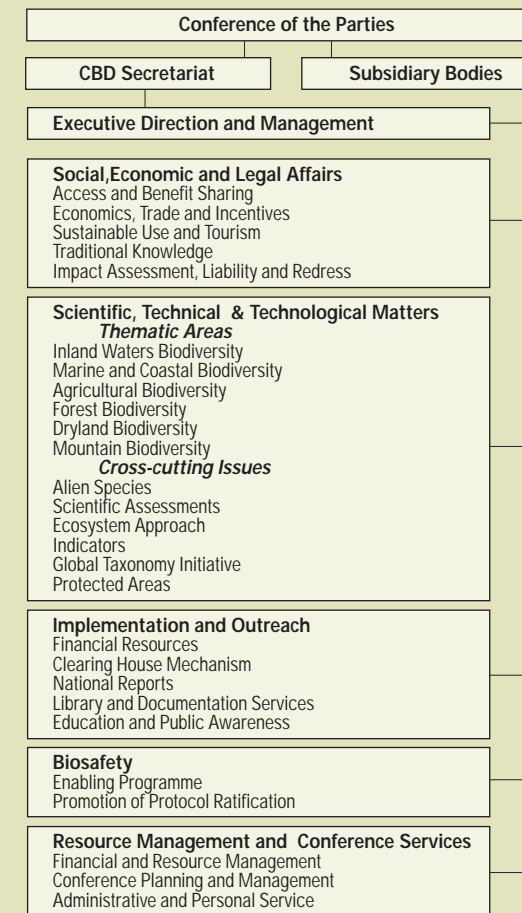 Conference of the Parties
CBD Secretariat
Subsidiary Bodies
Executive Direction and Management
Social,Economic and Legal Affairs
Access and Benefit Sharing
Economics, Trade and Incentives
Sustainable Use and Tourism
Traditional Knowledge
Impact Assessment, Liability and Redress
Scientific, Technical & Technological Matters
Thematic Areas
Inland Waters Biodiversity
Marine and Coastal Biodiversity
Agricultural Biodiversity
Forest Biodiversity
Dryland Biodiversity
Mountain Biodiversity
Cross-cutting Issues
Alien Species
Scientific Assessments
Ecosystem Approach
Indicators
Global Taxonomy Initiative
Protected Areas
Implementation and Outreach
Financial Resources
Clearing House Mechanism
National Reports
Library and Documentation Services
Education and Public Awareness
Biosafety
Enabling Programme
Promotion of Protocol Ratification
Resource Management and Conference Services
Financial and Resource Management
Conference Planning and Management
Administrative and Personal Service